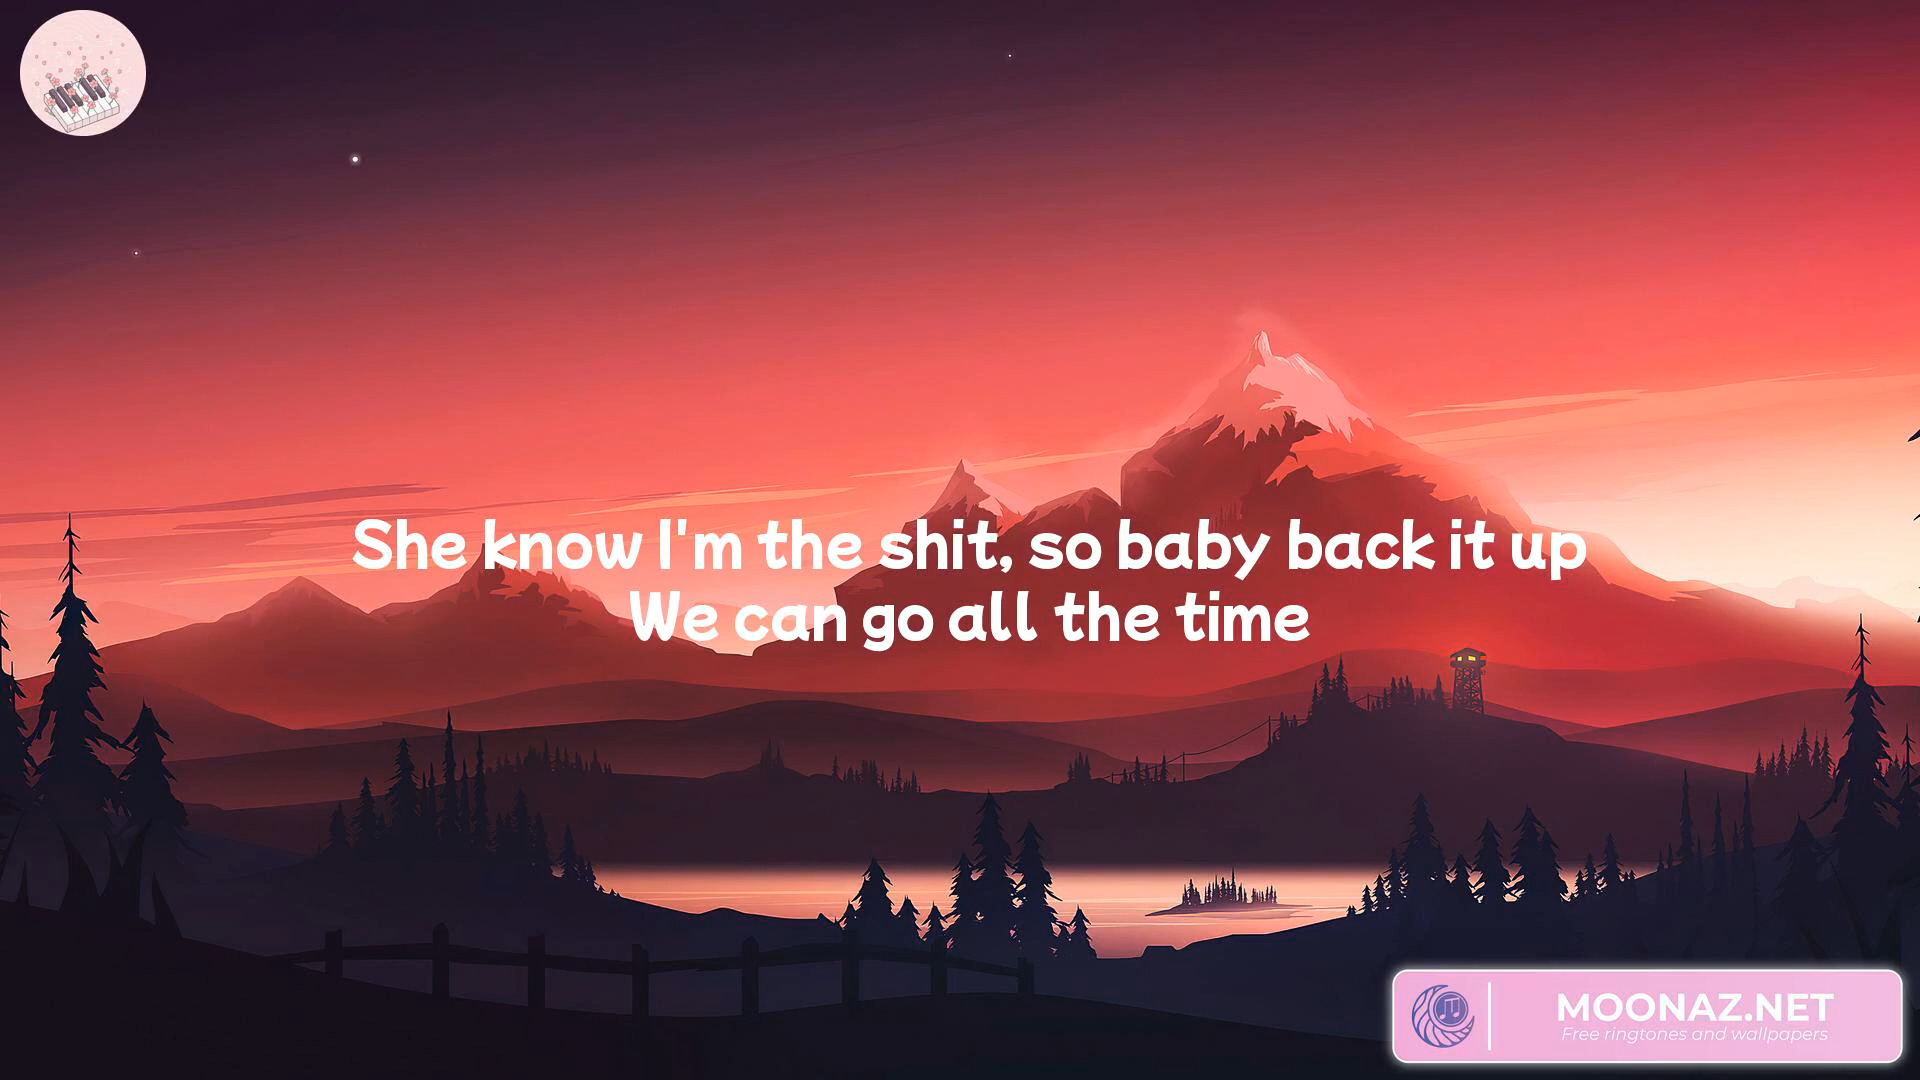 She know I'm the shit, so baby back it up
We can go all the time
MOONAZ.NET
Free ringtones and wallpapers